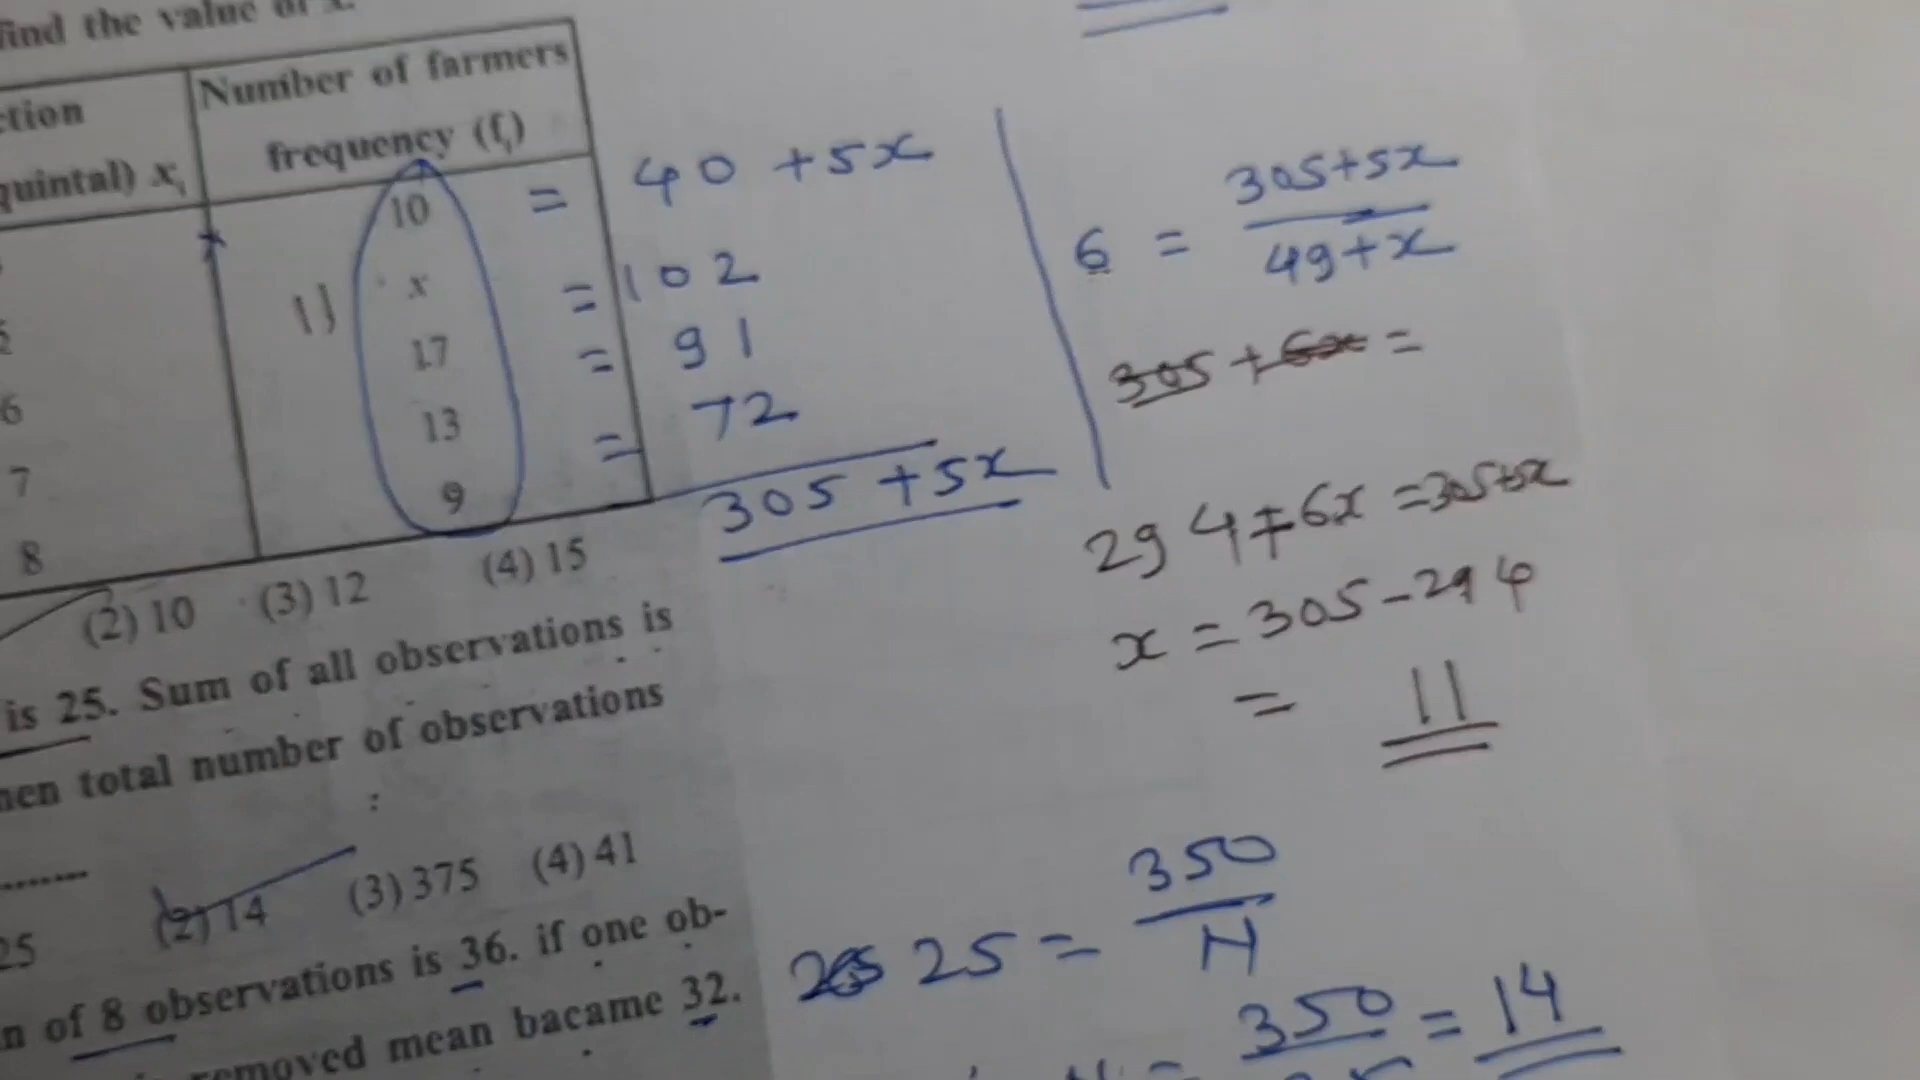 find the value of x.
ction
quintal) xᵢ
Number of farmers
frequency (fᵢ)
10
x
17
13
9
6
7
8
(2) 10 (3) 12 (4) 15
is 25. Sum of all observations is
total number of observations
25 (2) 14 (3) 375 (4) 41
of 8 observations is 36. if one ob-
removed mean bacame 32.
= 40 + 5x
= 102
= 91
= 72
305 + 5x
6 = 305+5x
49+x
294+6x =305+5x
x = 305-294
= 11
25 = 350
N
350 = 14